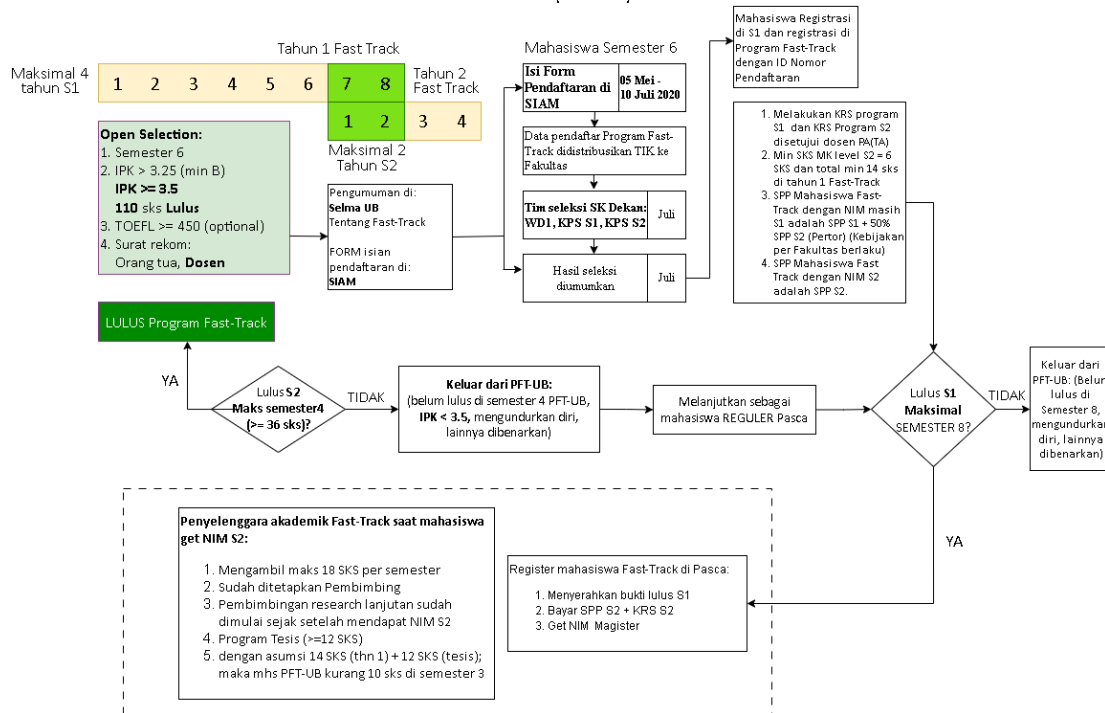 Tahun 1 Fast Track
Maksimal 4
tahun S1
1 2 3 4 5 6 7 8
Tahun 2
Fast Track
1 2 3 4
Maksimal 2
Tahun S2
Open Selection:
1. Semester 6
2. IPK > 3.25 (min B)
IPK >= 3.5
110 sks Lulus
3. TOEFL >= 450 (optional)
4. Surat rekom:
Orang tua, Dosen
Pengumuman di:
Selma UB
Tentang Fast-Track
FORM isian
pendaftaran di:
SIAM
Mahasiswa Semester 6
Isi Form
Pendaftaran di
SIAM
05 Mei -
10 Juli 2020
Data pendaftar Program Fast-
Track didistribusikan TIK ke
Fakultas
Tim seleksi SK Dekan:
WD1, KPS S1, KPS S2
Juli
Hasil seleksi
diumumkan
Juli
Mahasiswa Registrasi
di S1 dan registrasi di
Program Fast-Track
dengan ID Nomor
Pendaftaran
1. Melakukan KRS program
S1 dan KRS Program S2
disetujui dosen PA(TA)
2. Min SKS MK level S2 = 6
SKS dan total min 14 sks
di tahun 1 Fast-Track
3. SPP Mahasiswa Fast-
Track dengan NIM masih
S1 adalah SPP S1 + 50%
SPP S2 (Pertor) (Kebijakan
per Fakultas berlaku)
4. SPP Mahasiswa Fast
Track dengan NIM S2
adalah SPP S2.
LULUS Program Fast-Track
YA
Lulus S2
Maks semester4
(>= 36 sks)?
TIDAK
Keluar dari PFT-UB:
(belum lulus di semester 4 PFT-UB,
IPK < 3.5, mengundurkan diri,
lainnya dibenarkan)
Melanjutkan sebagai
mahasiswa REGULER Pasca
Lulus S1
Maksimal
SEMESTER 8?
TIDAK
Keluar dari
PFT-UB: (Belum
lulus di
Semester 8,
mengundurkan
diri, lainnya
dibenarkan)
YA
Penyelenggara akademik Fast-Track saat mahasiswa
get NIM S2:
1. Mengambil maks 18 SKS per semester
2. Sudah ditetapkan Pembimbing
3. Pembimbingan research lanjutan sudah
dimulai sejak setelah mendapat NIM S2
4. Program Tesis (>=12 SKS)
5. dengan asumsi 14 SKS (thn 1) + 12 SKS (tesis);
maka mhs PFT-UB kurang 10 sks di semester 3
Register mahasiswa Fast-Track di Pasca:
1. Menyerahkan bukti lulus S1
2. Bayar SPP S2 + KRS S2
3. Get NIM Magister